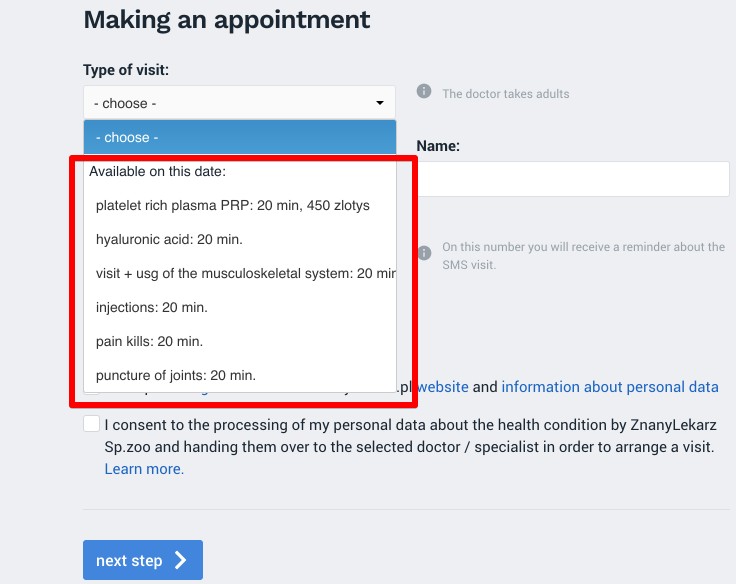 Making an appointment
Type of visit:
- choose -
The doctor takes adults
- choose -
Name:
Available on this date:
platelet rich plasma PRP: 20 min, 450 zlotys
hyaluronic acid: 20 min.
On this number you will receive a reminder about the
SMS visit.
visit + usg of the musculoskeletal system: 20 min
injections: 20 min.
pain kills: 20 min.
puncture of joints: 20 min.
.pl website and information about personal data
I consent to the processing of my personal data about the health condition by ZnanyLekarz
Sp.zoo and handing them over to the selected doctor / specialist in order to arrange a visit.
Learn more.
next step